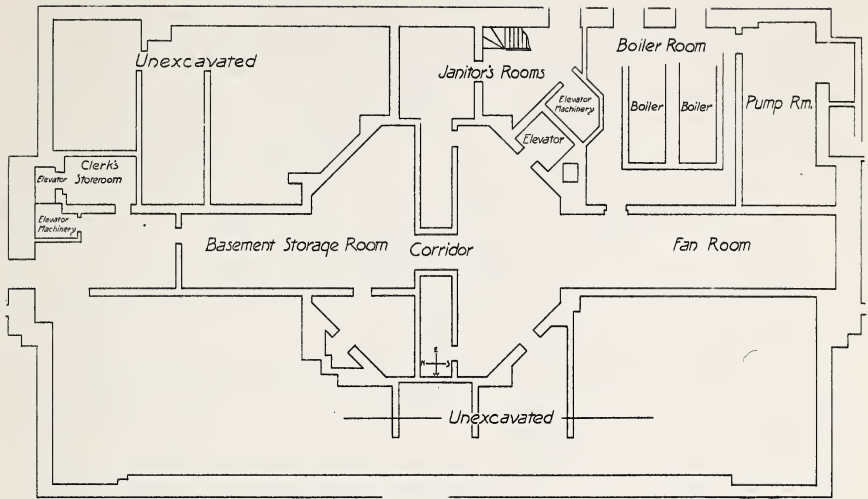 Unexcavated
Janitor's Rooms
Boiler Room
Boiler
Boiler
Pump Rm.
Elevator
Machinery
Elevator
Clerk's
Storeroom
Elevator
Elevator
Machinery
Basement Storage Room
Corridor
Fan Room
E
N
S
Unexcavated